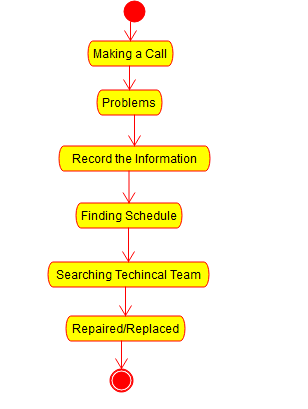 Making a Call
Problems
Record the Information
Finding Schedule
Searching Techincal Team
Repaired/Replaced